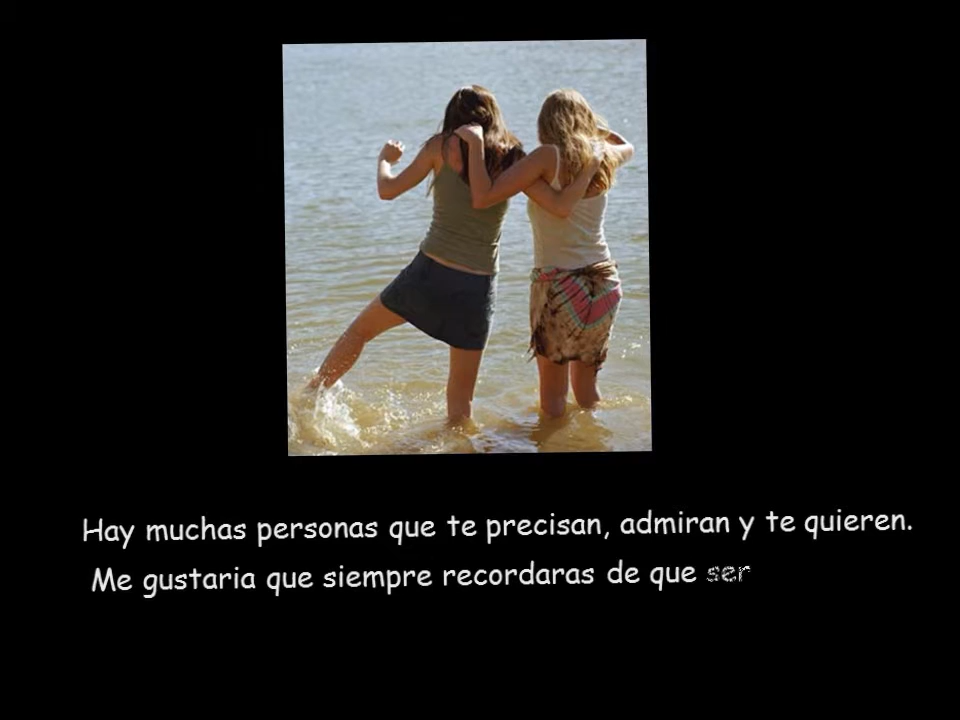 Hay muchas personas que te precisan, admiran y te quieren.
Me gustaria que siempre recordaras de que ser